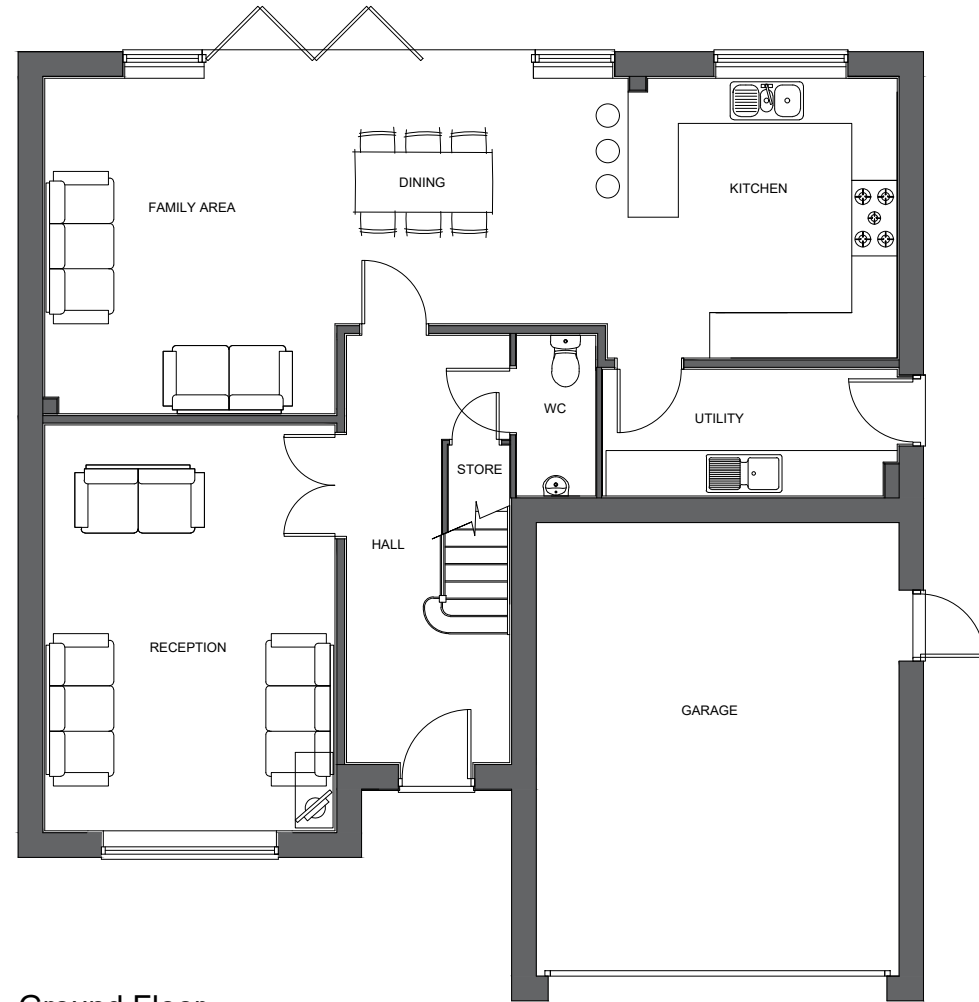 DINING
KITCHEN
FAMILY AREA
WC
UTILITY
STORE
HALL
RECEPTION
GARAGE
Ground Floor